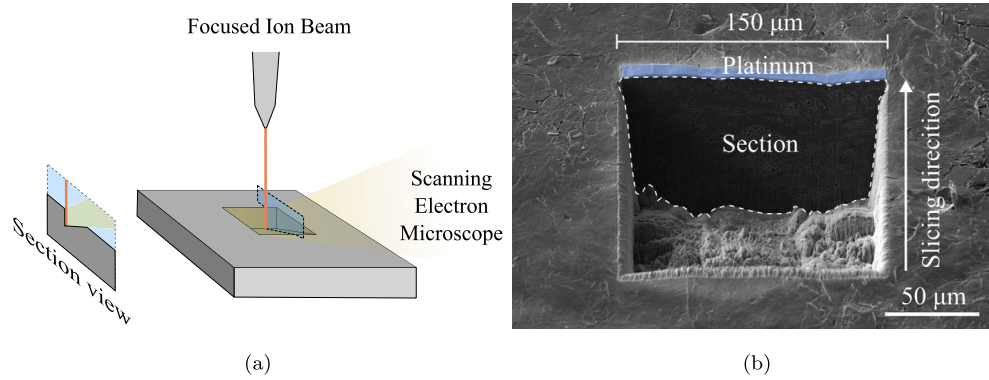 Focused Ion Beam
Scanning
Electron
Microscope
Section view
(a)
150 μm
Platinum
Section
Slicing direction
50 μm
(b)